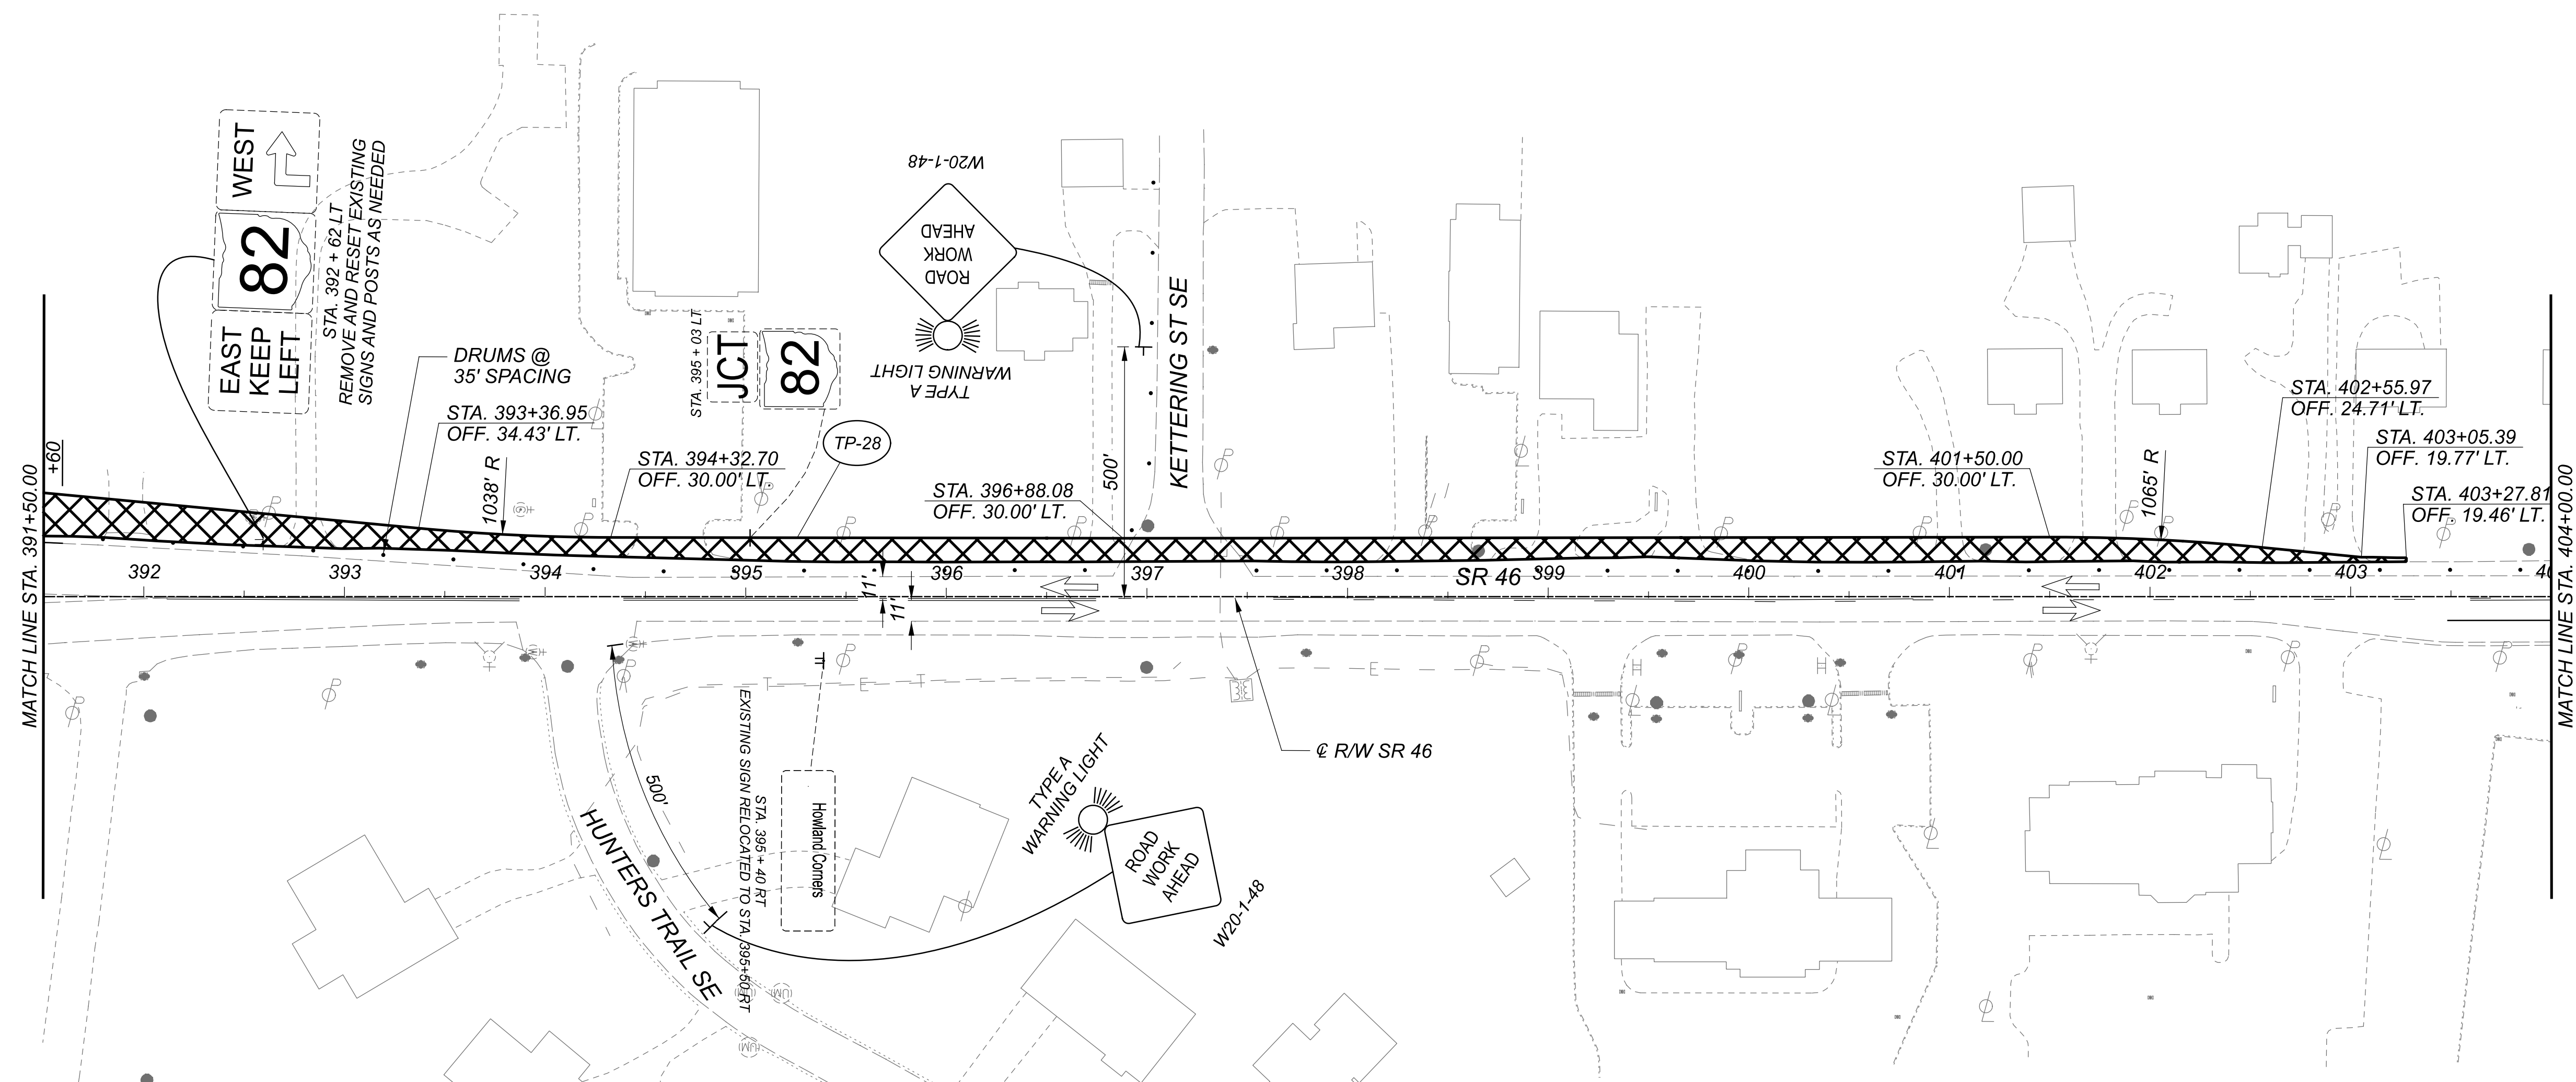 MATCH LINE STA. 391+50.00
+60
WEST
82
EAST
KEEP
LEFT
STA. 392 + 62 LT
REMOVE AND RESET EXISTING
SIGNS AND POSTS AS NEEDED
DRUMS @
35' SPACING
STA. 393+36.95
OFF. 34.43' LT.
1038' R
STA. 394+32.70
OFF. 30.00' LT.
STA. 395 + 03 LT
JCT
82
TP-28
W20-1-48
ROAD
WORK
AHEAD
TYPE A
WARNING LIGHT
STA. 396+88.08
OFF. 30.00' LT.
500'
KETTERING ST SE
STA. 401+50.00
OFF. 30.00' LT.
1065' R
STA. 402+55.97
OFF. 24.71' LT.
STA. 403+05.39
OFF. 19.77' LT.
STA. 403+27.81
OFF. 19.46' LT.
MATCH LINE STA. 404+00.00
392 393 394 395 396 397 398 SR 46 399 400 401 402 403 40
11'
11'
℄ R/W SR 46
500'
HUNTERS TRAIL SE
STA. 395 + 40 RT
EXISTING SIGN RELOCATED TO STA. 395+60 RT
Howland Corners
TYPE A
WARNING LIGHT
ROAD
WORK
AHEAD
W20-1-48
T E T E
H H
(UM) (UM)
(UM)